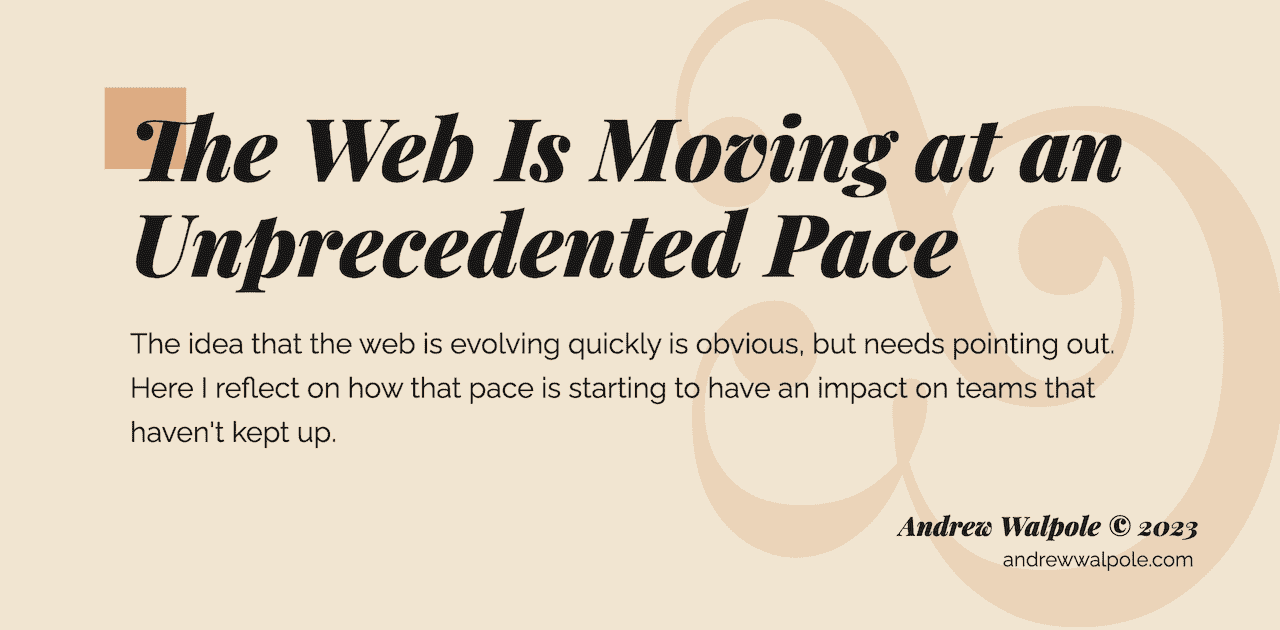 The Web Is Moving at an
Unprecedented Pace
The idea that the web is evolving quickly is obvious, but needs pointing out.
Here I reflect on how that pace is starting to have an impact on teams that
haven't kept up.
Andrew Walpole © 2023
andrewwalpole.com